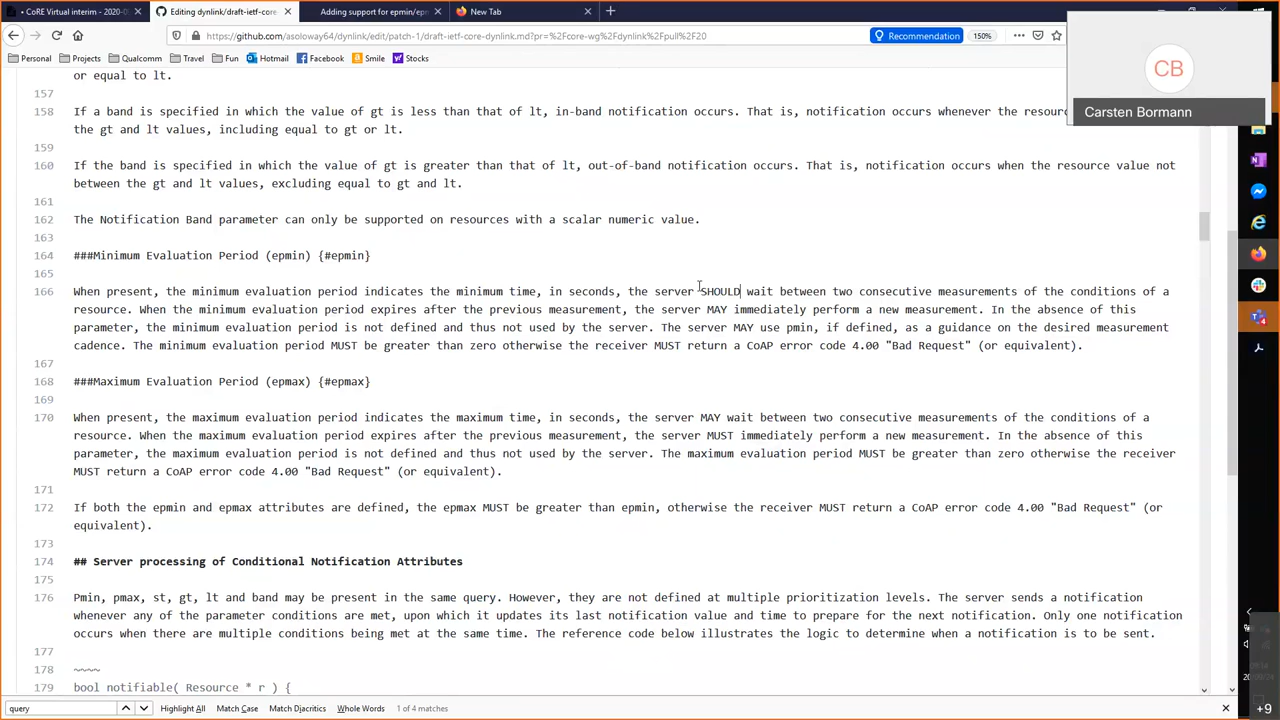 CoRE Virtual interim - 2020-0
Editing dynlink/draft-ietf-core-
Adding support for epmin/ep
New Tab
https://github.com/asoloway64/dynlink/edit/patch-1/draft-ietf-core-dynlink.md?pr=%2Fcore-wg%2Fdynlink%2Fpull%2F20
Recommendation
150%
Personal
Projects
Qualcomm
Travel
Fun
Hotmail
Facebook
Smile
Stocks
CB
Carsten Bormann
or equal to lt.
157
158 If a band is specified in which the value of gt is less than that of lt, in-band notification occurs. That is, notification occurs whenever the resou
the gt and lt values, including equal to gt or lt.
159
160 If the band is specified in which the value of gt is greater than that of lt, out-of-band notification occurs. That is, notification occurs when the resource value not
between the gt and lt values, excluding equal to gt and lt.
161
162 The Notification Band parameter can only be supported on resources with a scalar numeric value.
163
164 ###Minimum Evaluation Period (epmin) {#epmin}
165
166 When present, the minimum evaluation period indicates the minimum time, in seconds, the server SHOULD wait between two consecutive measurements of the conditions of a
resource. When the minimum evaluation period expires after the previous measurement, the server MAY immediately perform a new measurement. In the absence of this
parameter, the minimum evaluation period is not defined and thus not used by the server. The server MAY use pmin, if defined, as a guidance on the desired measurement
cadence. The minimum evaluation period MUST be greater than zero otherwise the receiver MUST return a CoAP error code 4.00 "Bad Request" (or equivalent).
167
168 ###Maximum Evaluation Period (epmax) {#epmax}
169
170 When present, the maximum evaluation period indicates the maximum time, in seconds, the server MAY wait between two consecutive measurements of the conditions of a
resource. When the maximum evaluation period expires after the previous measurement, the server MUST immediately perform a new measurement. In the absence of this
parameter, the maximum evaluation period is not defined and thus not used by the server. The maximum evaluation period MUST be greater than zero otherwise the receiver
MUST return a CoAP error code 4.00 "Bad Request" (or equivalent).
171
172 If both the epmin and epmax attributes are defined, the epmax MUST be greater than epmin, otherwise the receiver MUST return a CoAP error code 4.00 "Bad Request" (or
equivalent).
173
174 ## Server processing of Conditional Notification Attributes
175
176 Pmin, pmax, st, gt, lt and band may be present in the same query. However, they are not defined at multiple prioritization levels. The server sends a notification
whenever any of the parameter conditions are met, upon which it updates its last notification value and time to prepare for the next notification. Only one notification
occurs when there are multiple conditions being met at the same time. The reference code below illustrates the logic to determine when a notification is to be sent.
177
178 ~~~~
179 bool notifiable( Resource * r ) {
query
Highlight All
Match Case
Match Diacritics
Whole Words
1 of 4 matches
+9